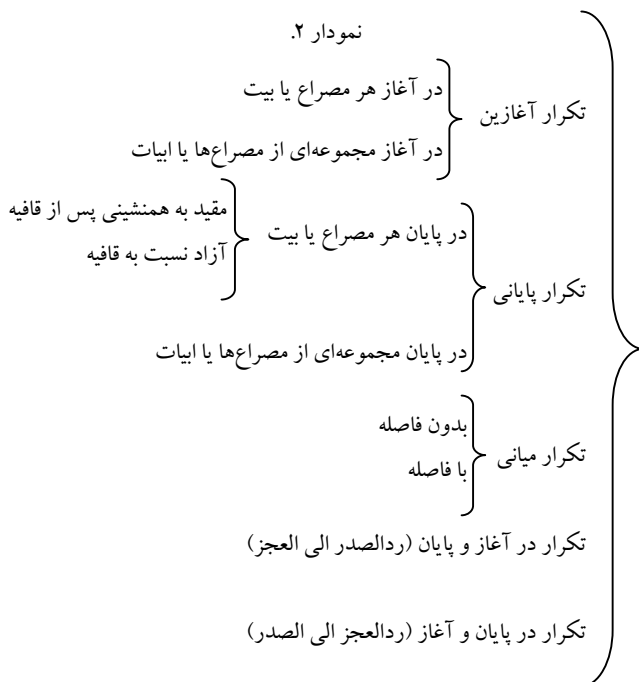 نمودار ۲.
تکرار آغازین
در آغاز هر مصراع یا بیت
در آغاز مجموعه‌ای از مصراع‌ها یا ابیات
تکرار پایانی
در پایان هر مصراع یا بیت
مقید به همنشینی پس از قافیه
آزاد نسبت به قافیه
در پایان مجموعه‌ای از مصراع‌ها یا ابیات
تکرار میانی
بدون فاصله
با فاصله
تکرار در آغاز و پایان (ردالصدر الی العجز)
تکرار در پایان و آغاز (ردالعجز الی الصدر)